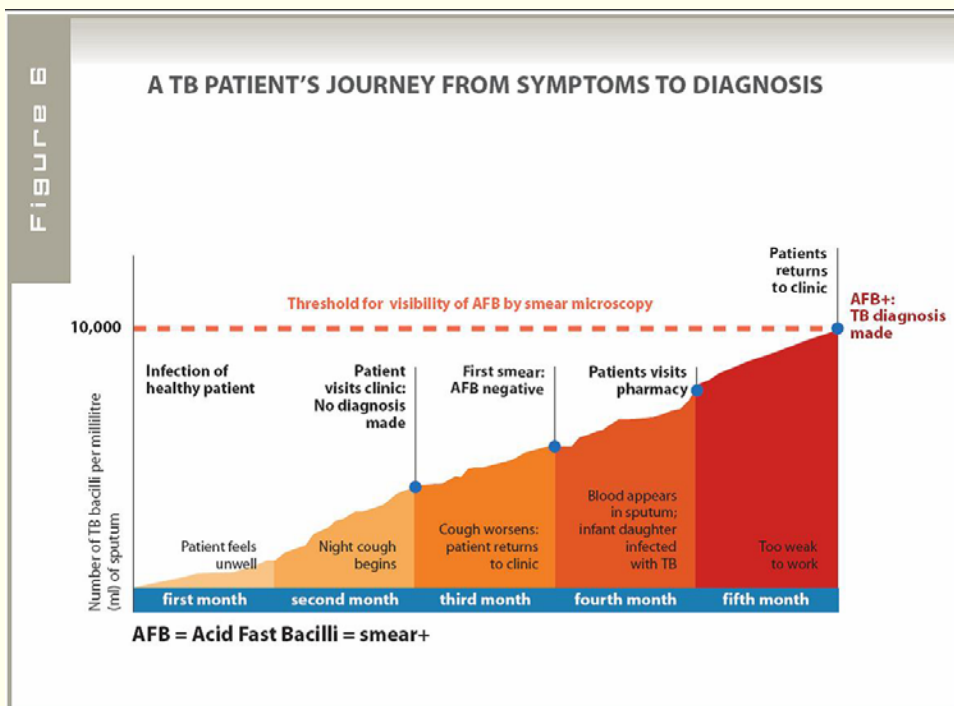 Figure 6
A TB PATIENT'S JOURNEY FROM SYMPTOMS TO DIAGNOSIS
Patients
returns
to clinic
Threshold for visibility of AFB by smear microscopy
10,000
AFB+:
TB diagnosis
made
Infection of
healthy patient
Patient
visits clinic:
No diagnosis
made
First smear:
AFB negative
Patients visits
pharmacy
Number of TB bacilli per millilitre
(ml) of sputum
Patient feels
unwell
Night cough
begins
Cough worsens:
patient returns
to clinic
Blood appears
in sputum;
infant daughter
infected
with TB
Too weak
to work
first month
second month
third month
fourth month
fifth month
AFB = Acid Fast Bacilli = smear+